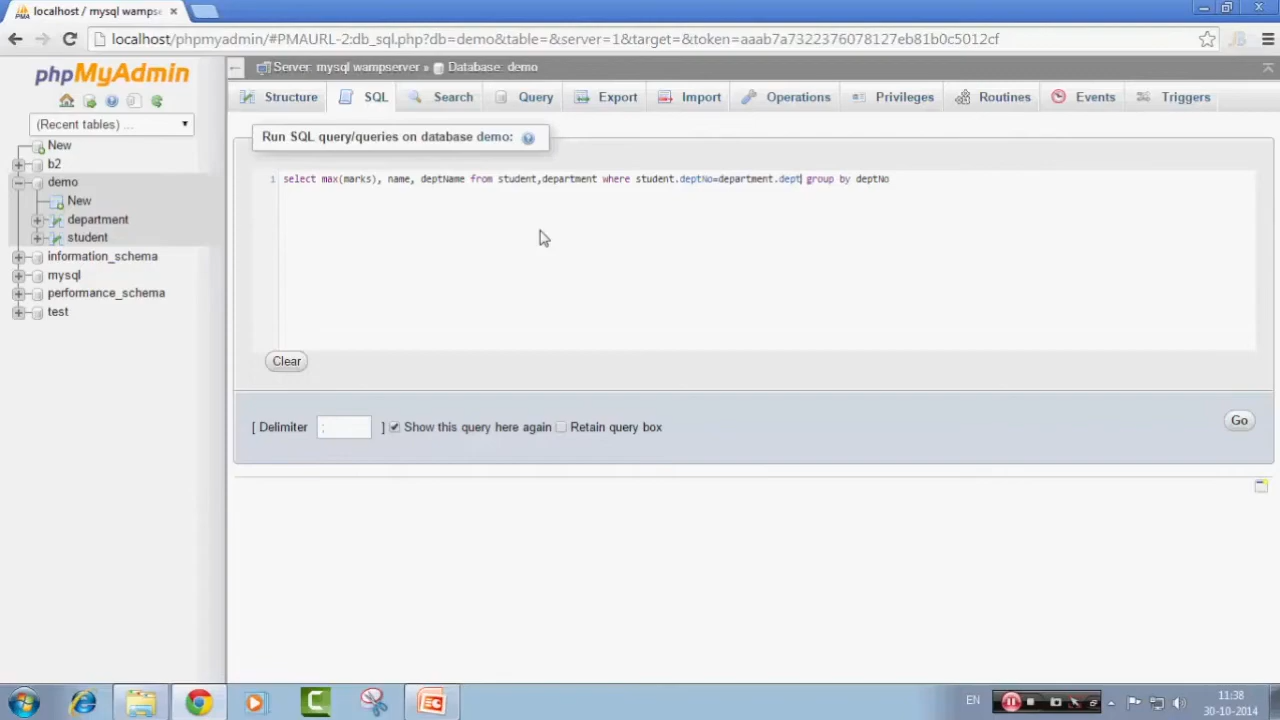 localhost / mysql wampse
localhost/phpmyadmin/#PMAURL-2:db_sql.php?db=demo&table=&server=1&target=&token=aaab7a7322376078127eb81b0c5012cf
phpMyAdmin
(Recent tables) ...
New
b2
demo
New
department
student
information_schema
mysql
performance_schema
test
Server: mysql wampserver » Database: demo
Structure SQL Search Query Export Import Operations Privileges Routines Events Triggers
Run SQL query/queries on database demo:
1 select max(marks), name, deptName from student,department where student.deptNo=department.dept group by deptNo
Clear
[ Delimiter ; ] Show this query here again Retain query box
Go
EN
11:38
30-10-2014